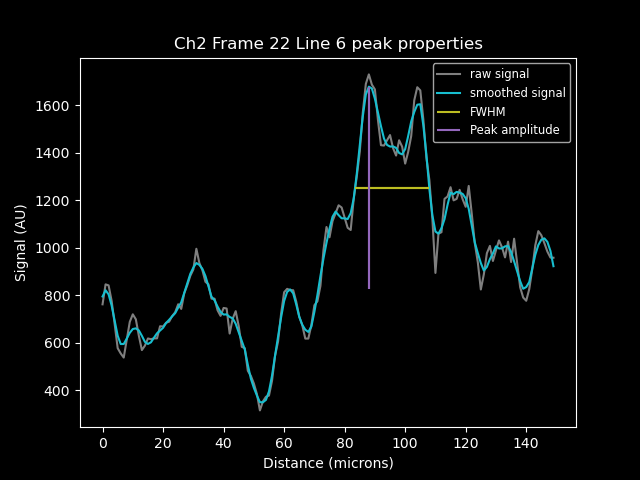 Ch2 Frame 22 Line 6 peak properties
raw signal
smoothed signal
FWHM
Peak amplitude
Signal (AU)
1600
1400
1200
1000
800
600
400
0 20 40 60 80 100 120 140
Distance (microns)